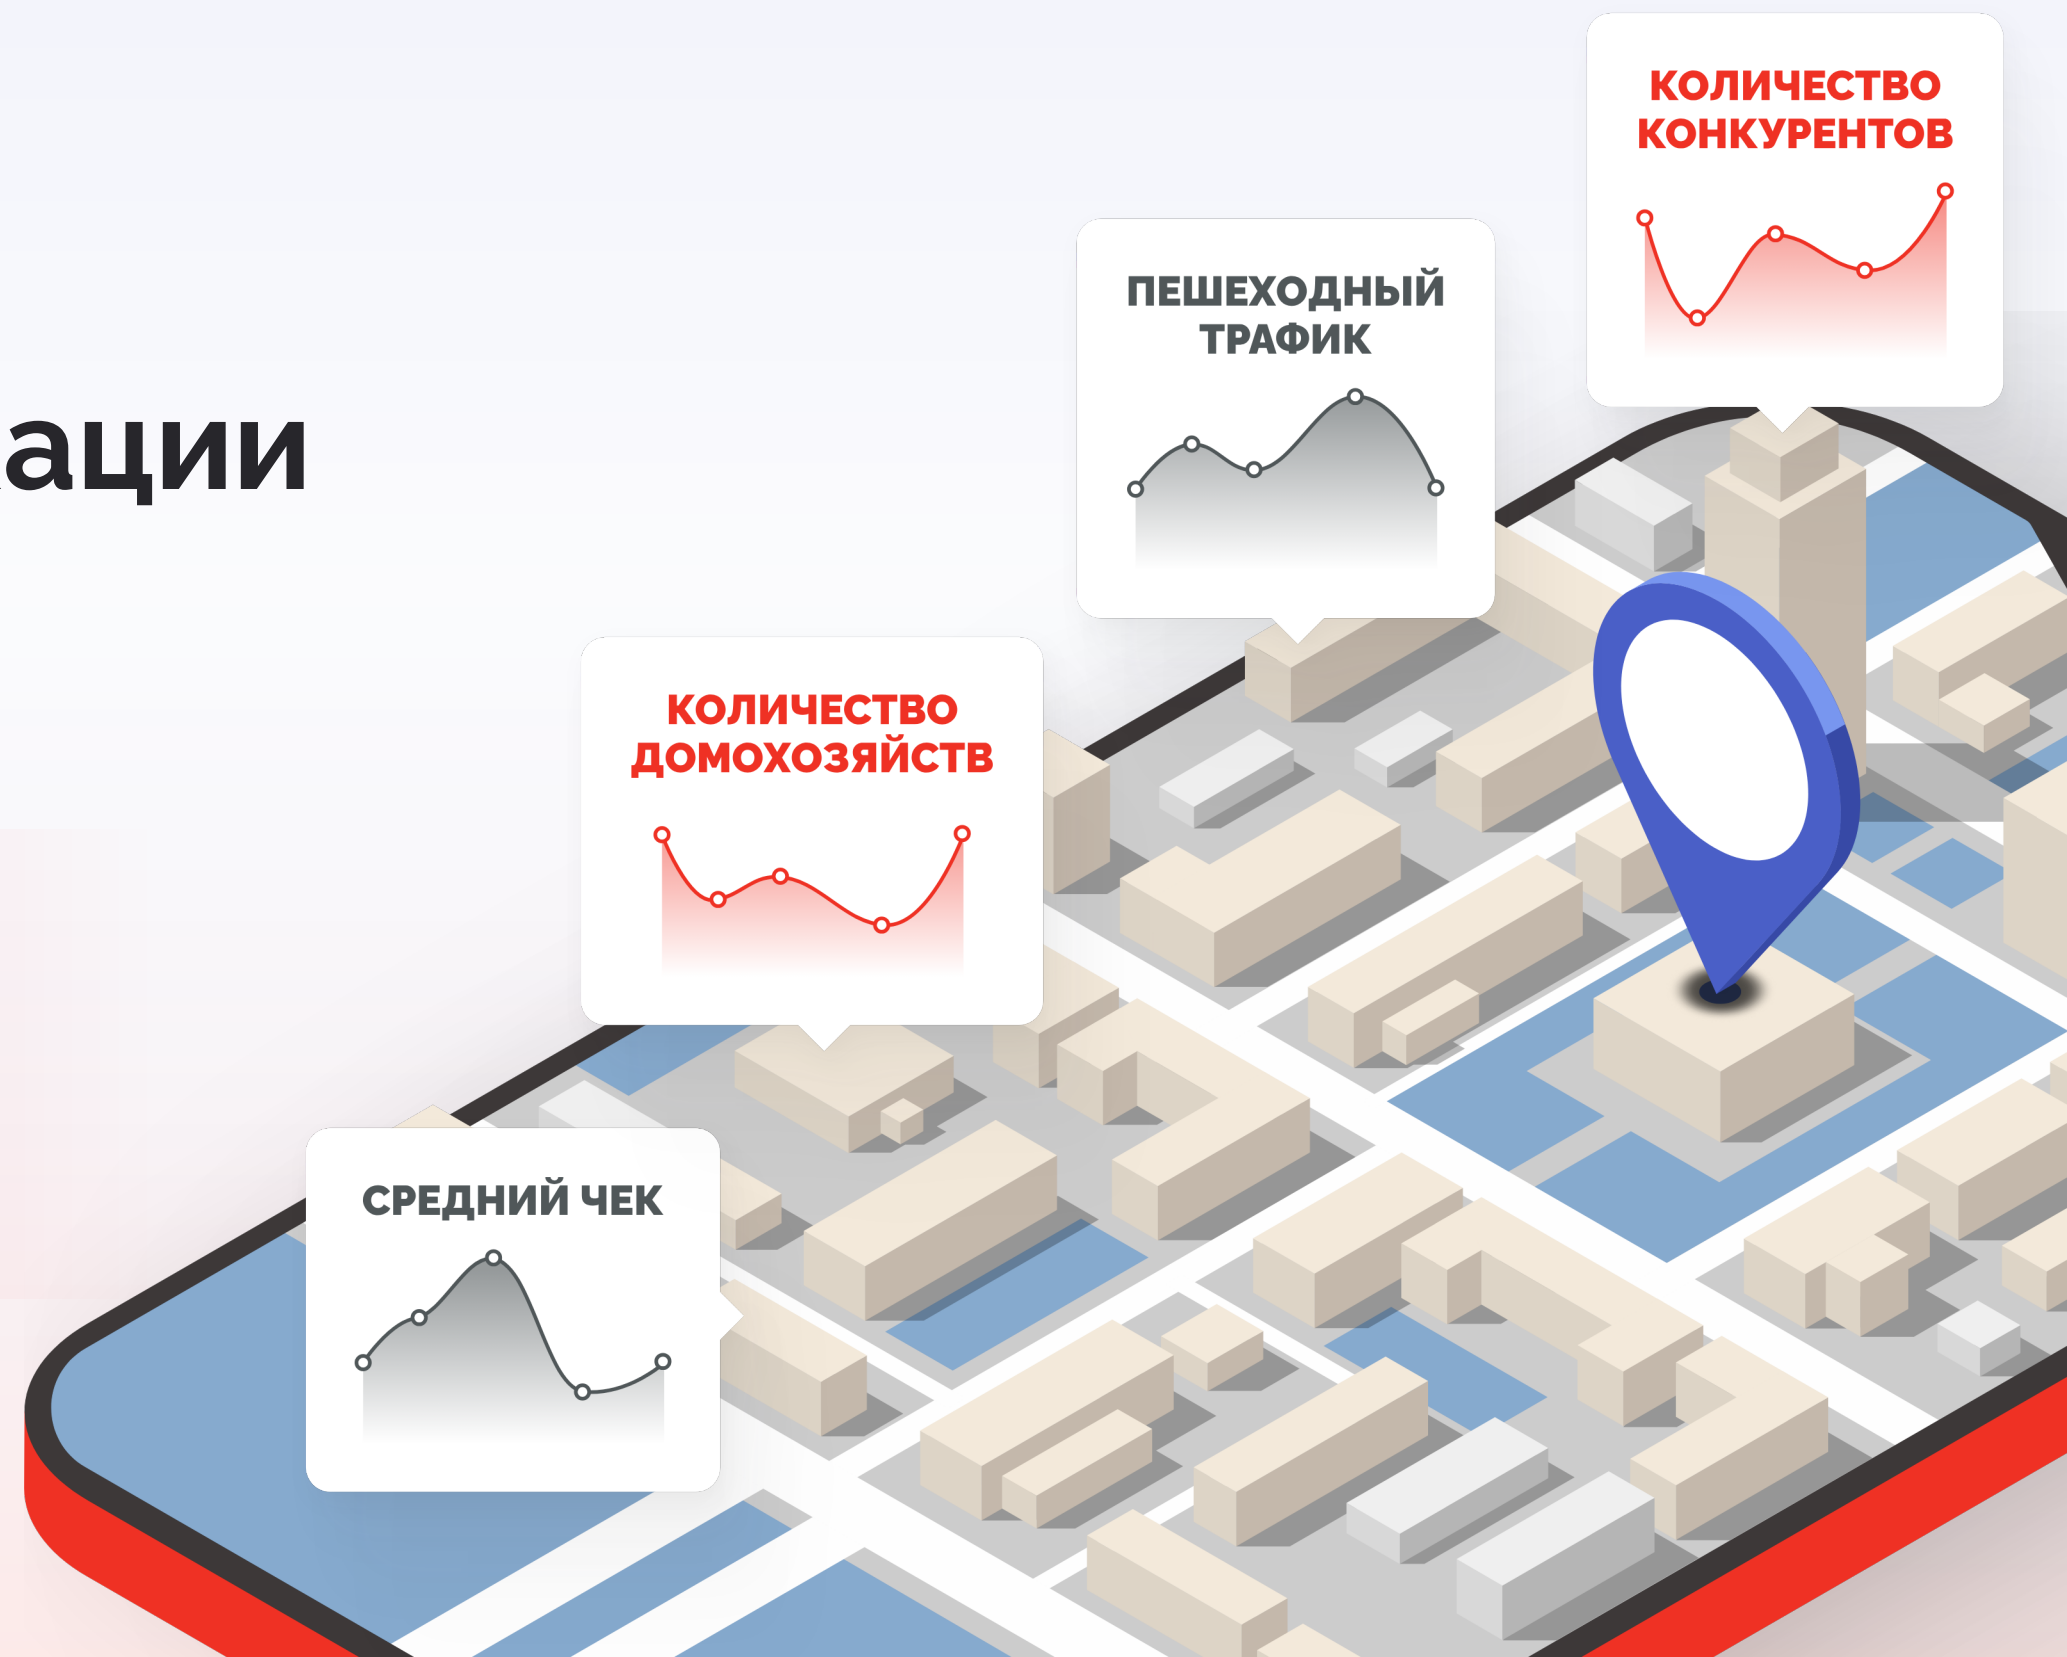 КОЛИЧЕСТВО
КОНКУРЕНТОВ
ПЕШЕХОДНЫЙ
ТРАФИК
ации
КОЛИЧЕСТВО
ДОМОХОЗЯЙСТВ
СРЕДНИЙ ЧЕК